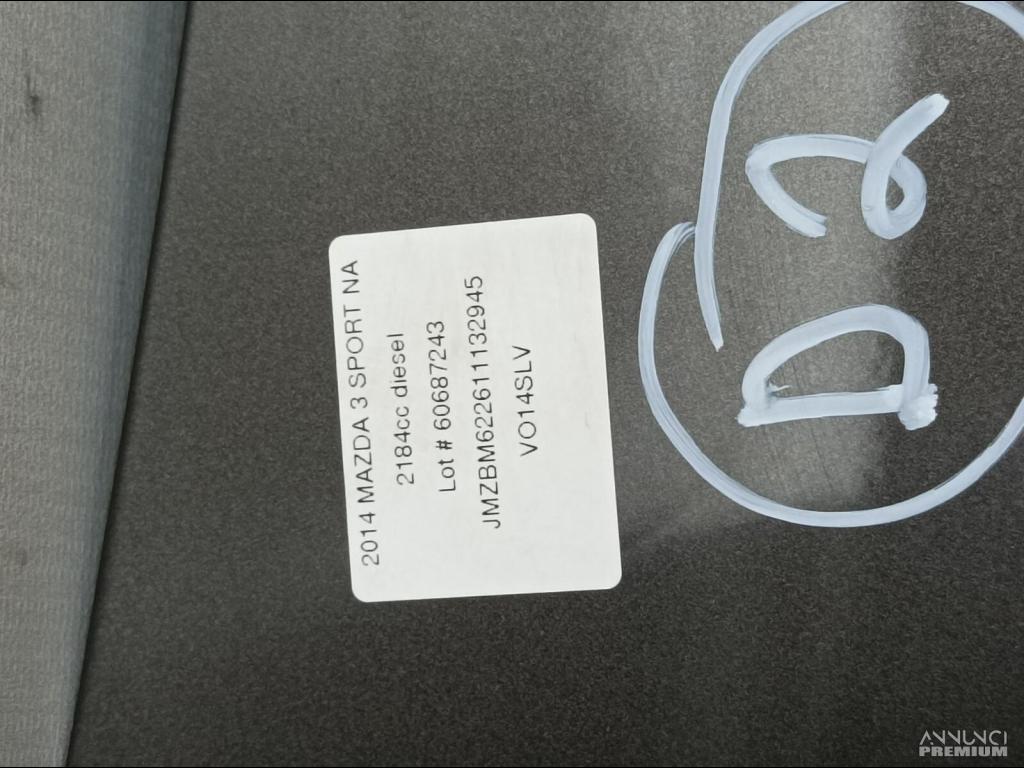 2014 MAZDA 3 SPORT NA
2184cc diesel
Lot # 60687243
JMZBM622611132945
VO14SLV
ANNUNCI
PREMIUM